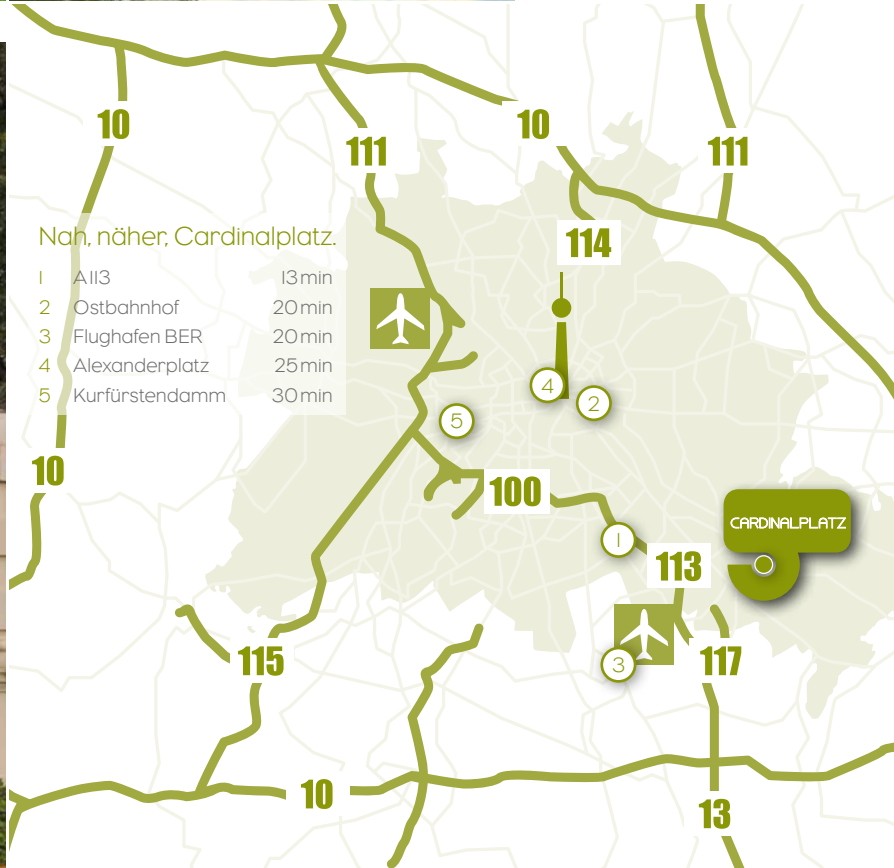 10
10
111
111
114
Nah, näher, Cardinalplatz.
1 A113 13 min
2 Ostbahnhof 20 min
3 Flughafen BER 20 min
4 Alexanderplatz 25 min
5 Kurfürstendamm 30 min
4
2
5
10
100
CARDINALPLATZ
1
113
115
3
117
10
13